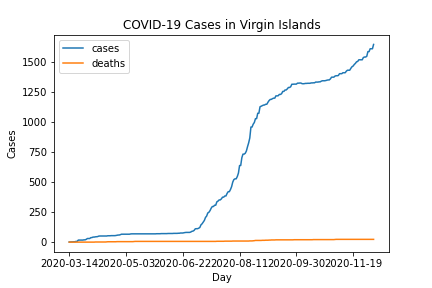 COVID-19 Cases in Virgin Islands
cases
deaths
Cases
1500
1250
1000
750
500
250
0
2020-03-14
2020-05-03
2020-06-22
2020-08-11
2020-09-30
2020-11-19
Day